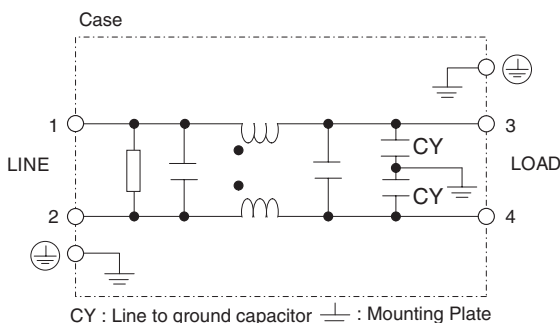 Case
1
3
CY
LINE
LOAD
CY
2
4
CY : Line to ground capacitor : Mounting Plate